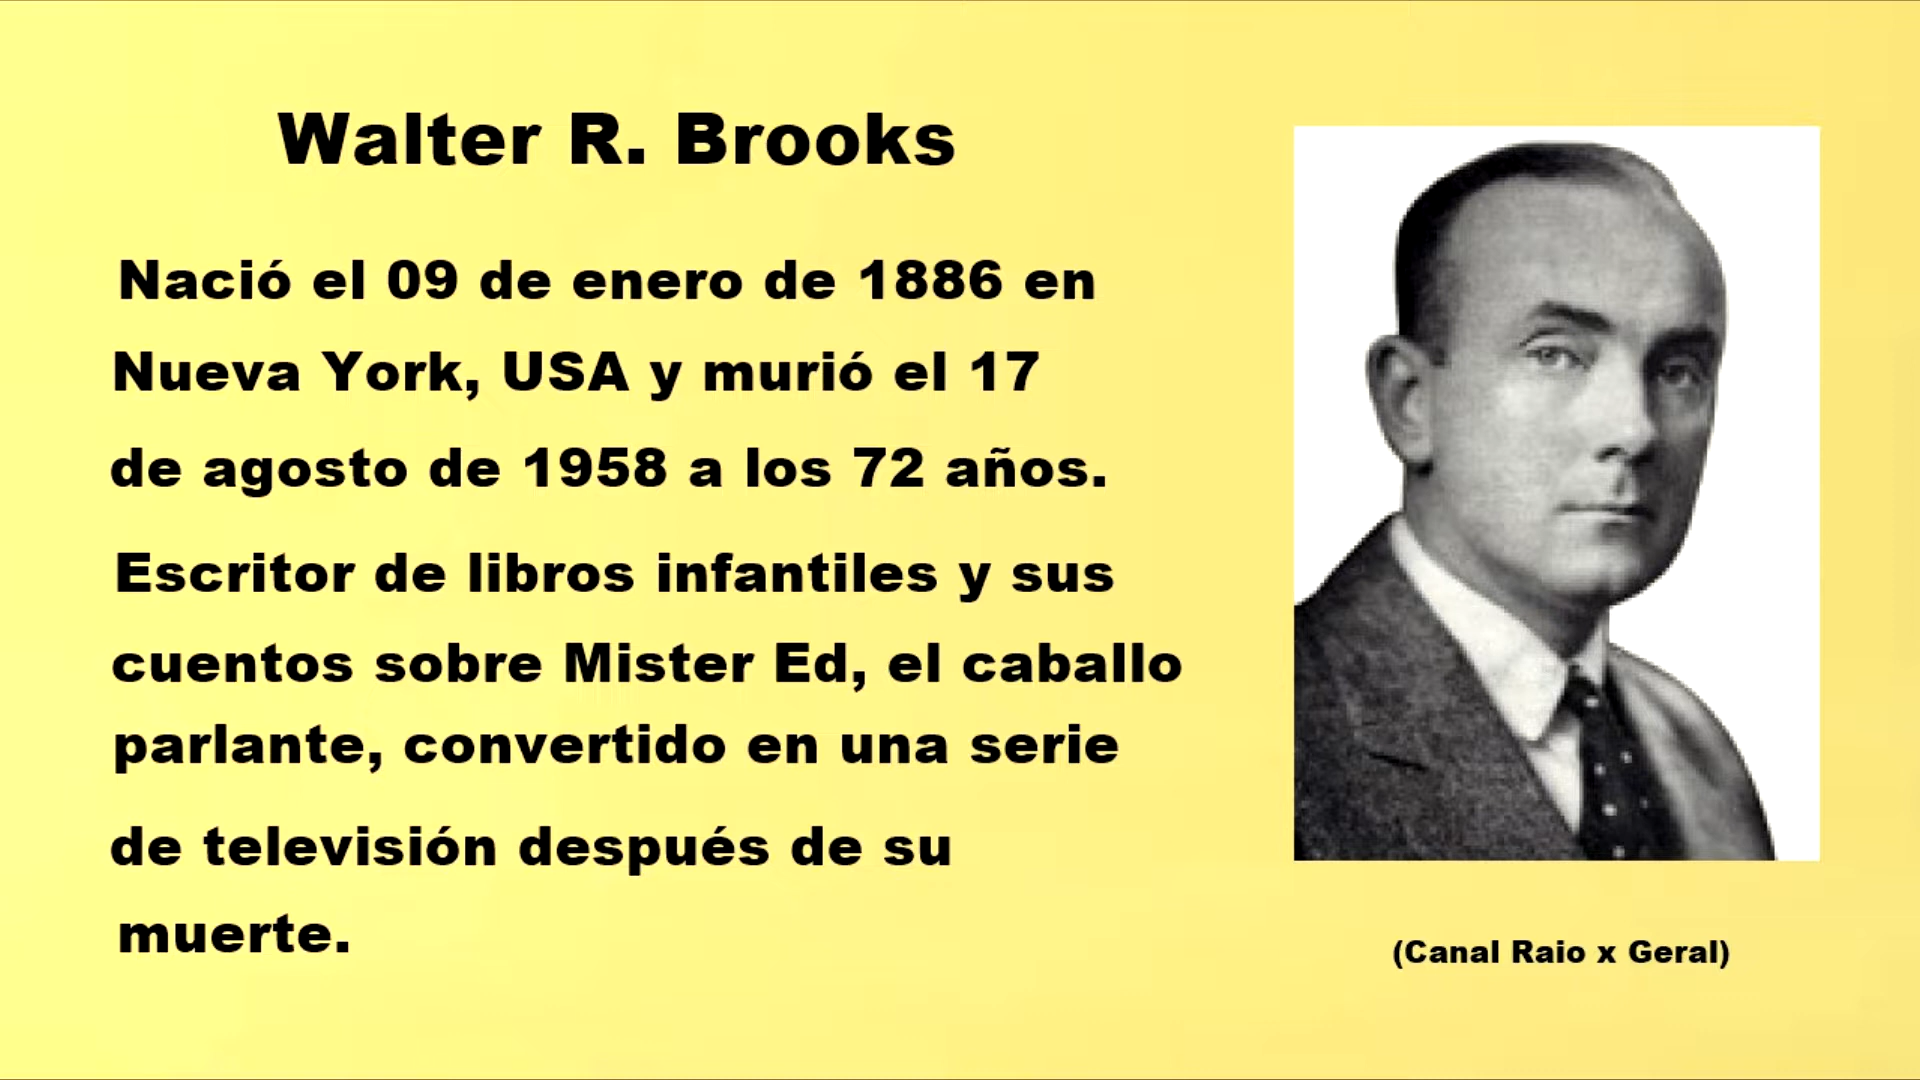 Walter R. Brooks
Nació el 09 de enero de 1886 en
Nueva York, USA y murió el 17
de agosto de 1958 a los 72 años.
Escritor de libros infantiles y sus
cuentos sobre Mister Ed, el caballo
parlante, convertido en una serie
de televisión después de su
muerte.
(Canal Raio x Geral)